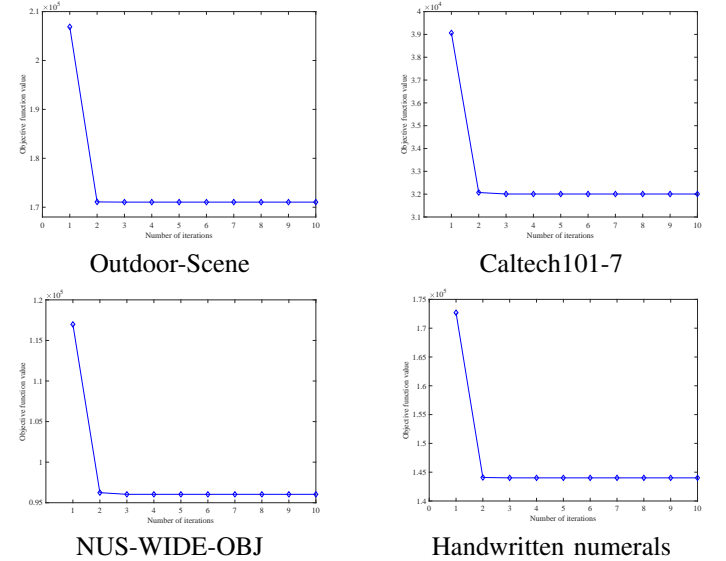 ×10⁵
2.1
2
1.9
1.8
1.7
Objective function value
0 1 2 3 4 5 6 7 8 9 10
Number of iterations
Outdoor-Scene
×10⁴
4
3.9
3.8
3.7
3.6
3.5
3.4
3.3
3.2
3.1
Objective function value
1 2 3 4 5 6 7 8 9 10
Number of iterations
Caltech101-7
×10⁵
1.2
1.15
1.1
1.05
1
0.95
Objective function value
1 2 3 4 5 6 7 8 9 10
Number of iterations
NUS-WIDE-OBJ
×10⁵
1.75
1.7
1.65
1.6
1.55
1.5
1.45
1.4
Objective function value
0 1 2 3 4 5 6 7 8 9 10
Number of iterations
Handwritten numerals